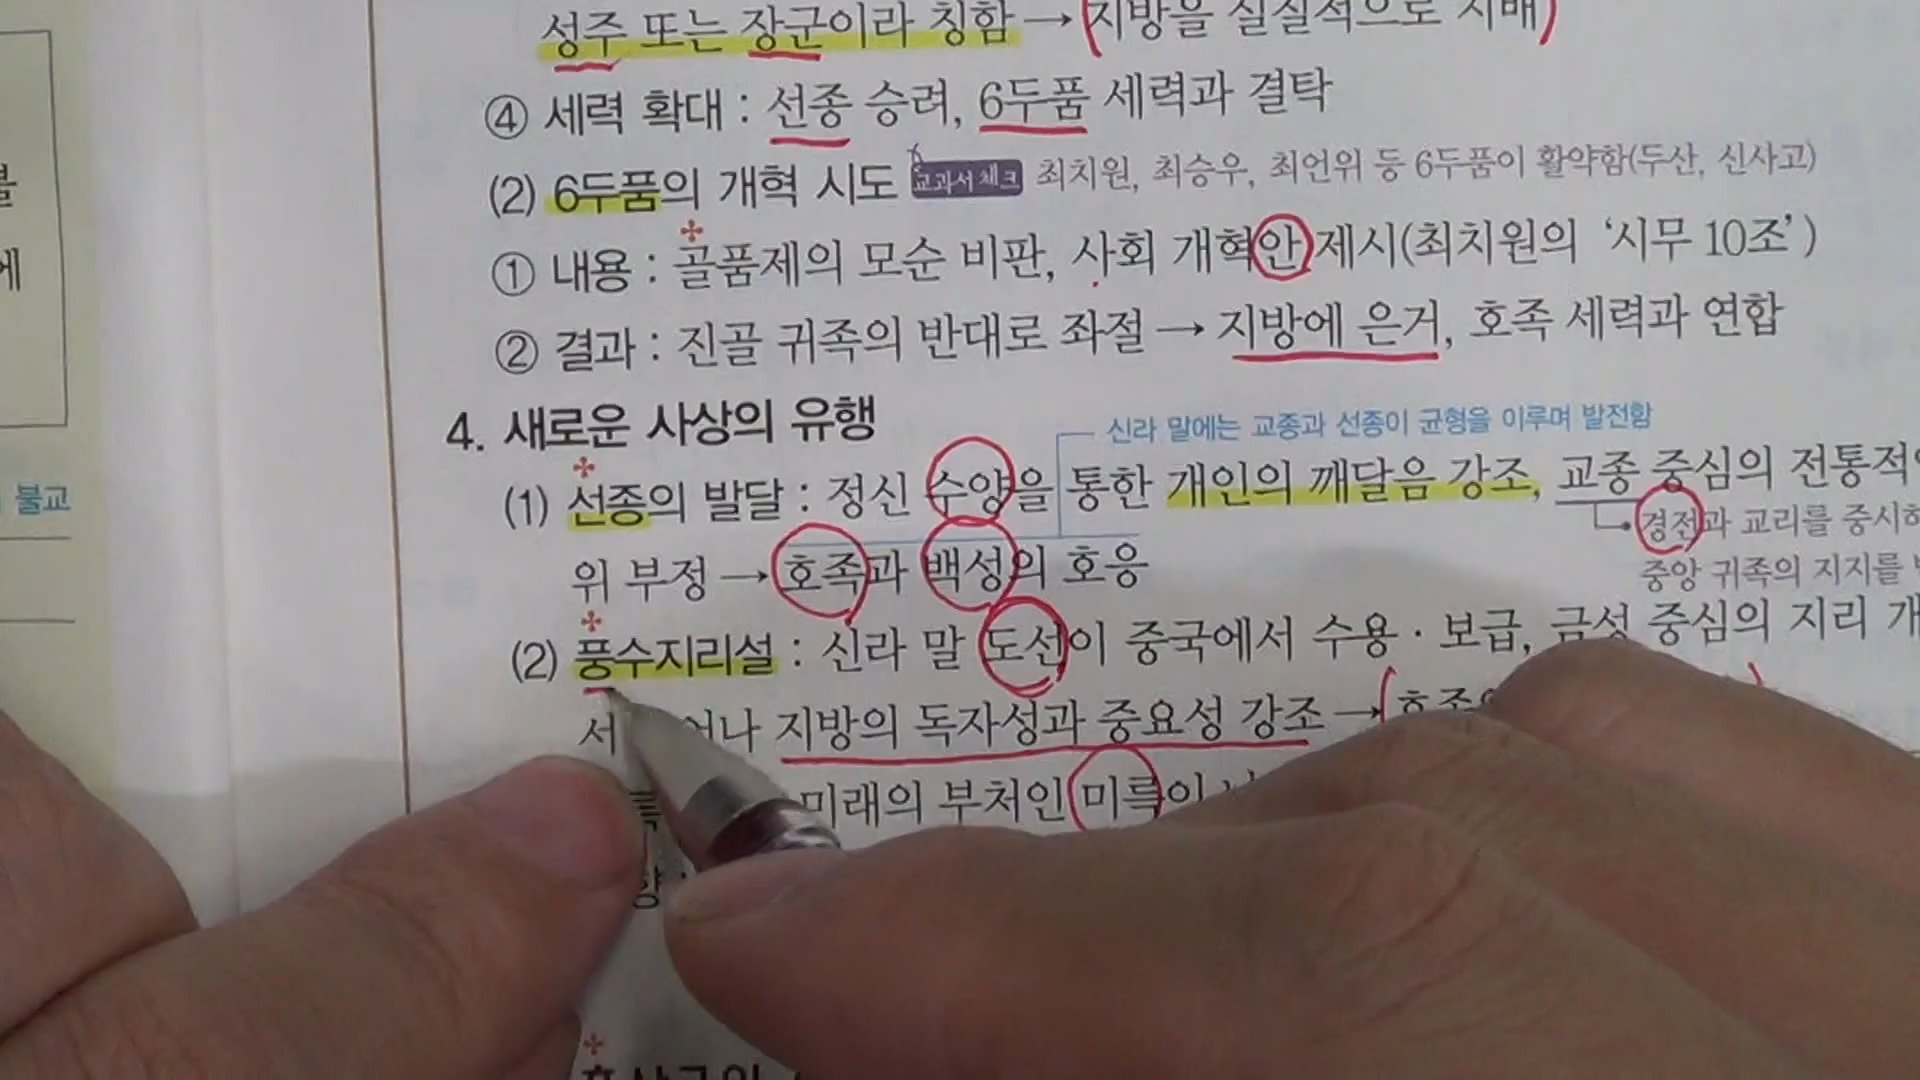 성주 또는 장군이라 칭함 → (지방을 실질적으로 지배)
④ 세력 확대 : 선종 승려, 6두품 세력과 결탁
(2) 6두품의 개혁 시도 교과서 체크 최치원, 최승우, 최언위 등 6두품이 활약함(두산, 신사고)
① 내용 : 골품제의 모순 비판, 사회 개혁안 제시(최치원의 ‘시무 10조’)
② 결과 : 진골 귀족의 반대로 좌절 → 지방에 은거, 호족 세력과 연합
에
4. 새로운 사상의 유행
신라 말에는 교종과 선종이 균형을 이루며 발전함
불교
(1) 선종의 발달 : 정신 수양을 통한 개인의 깨달음 강조, 교종 중심의 전통적
경전과 교리를 중시하
위 부정 → 호족과 백성의 호응
중앙 귀족의 지지를
(2) 풍수지리설 : 신라 말 도선이 중국에서 수용 · 보급, 금성 중심의 지리 개
서 어나 지방의 독자성과 중요성 강조 → (호족의
미래의 부처인 미륵이
향 :